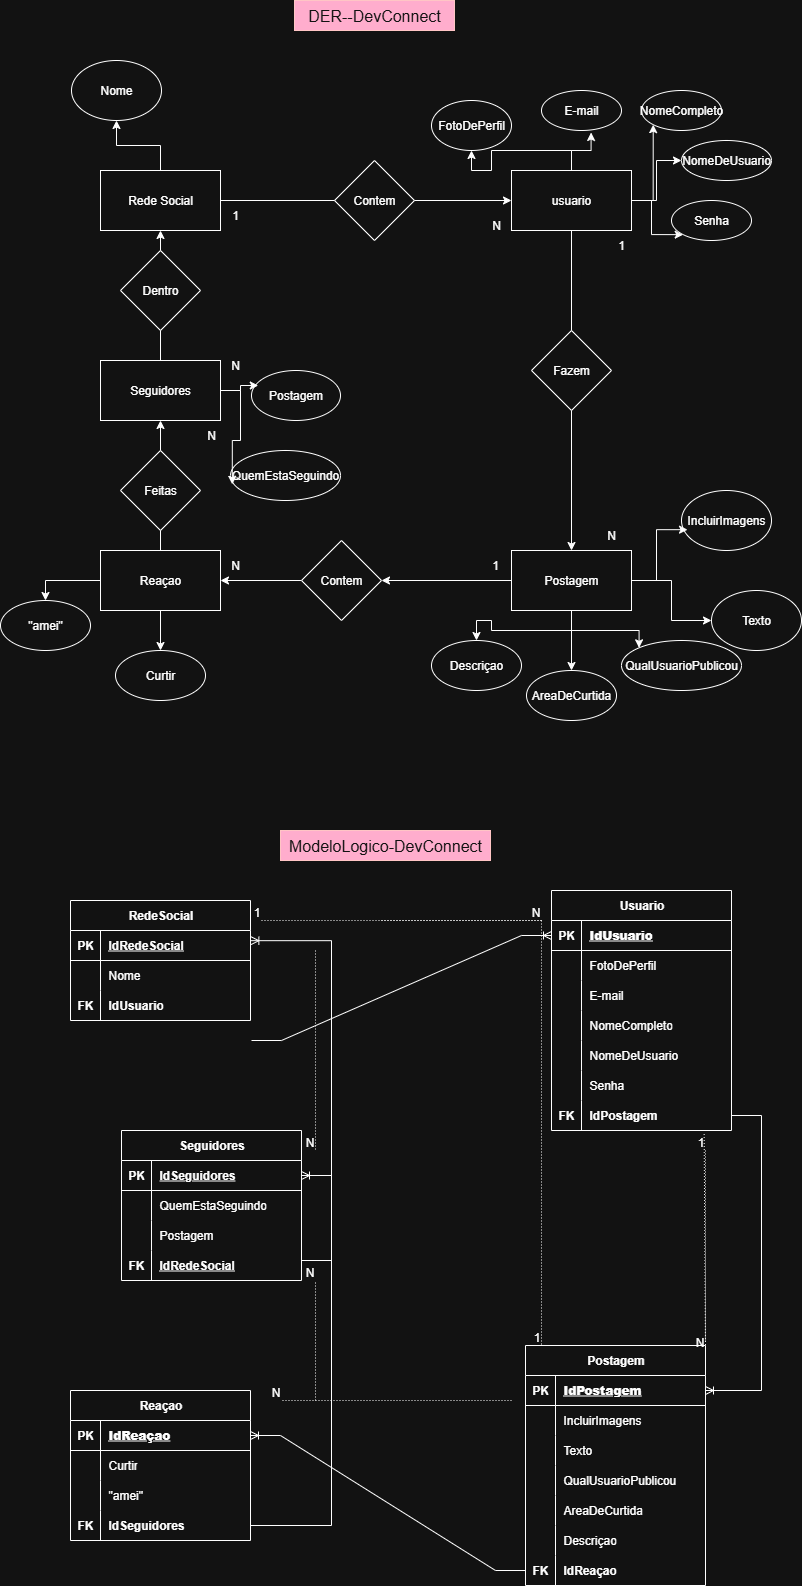 DER--DevConnect
Nome
FotoDePerfil
E-mail
NomeCompleto
NomeDeUsuario
Senha
Rede Social
1
Contem
N
usuario
1
Dentro
Seguidores
N
Postagem
N
QuemEstaSeguindo
Fazem
Feitas
Reaçao
N
Contem
1
Postagem
N
IncluirImagens
"amei"
Curtir
Texto
Descriçao
AreaDeCurtida
QualUsuarioPublicou
ModeloLogico-DevConnect
RedeSocial
PK IdRedeSocial
Nome
FK IdUsuario
1
N
Usuario
PK IdUsuario
FotoDePerfil
E-mail
NomeCompleto
NomeDeUsuario
Senha
FK IdPostagem
1
Seguidores
N
PK IdSeguidores
QuemEstaSeguindo
Postagem
FK IdRedeSocial
N
1
N
Reaçao
N
PK IdReaçao
Curtir
"amei"
FK IdSeguidores
Postagem
PK IdPostagem
IncluirImagens
Texto
QualUsuarioPublicou
AreaDeCurtida
Descriçao
FK IdReaçao